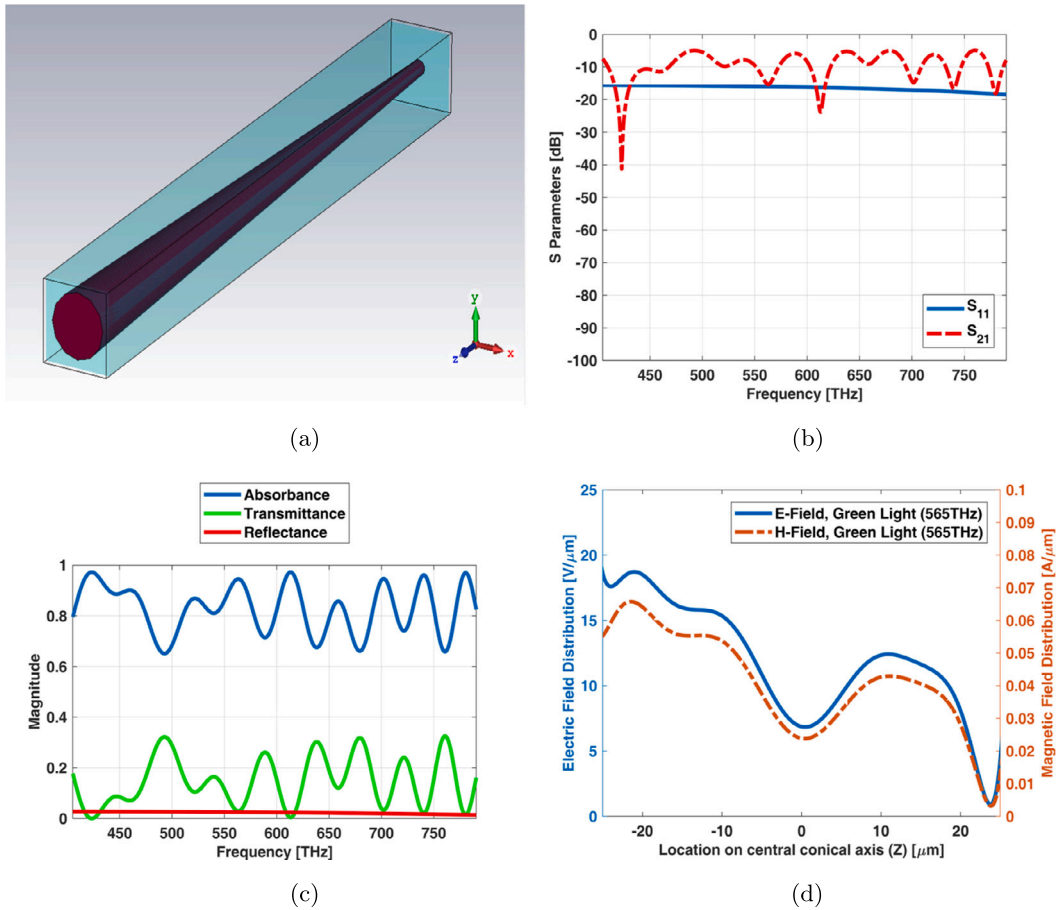 y
x
z
(a)
0
-10
-20
-30
-40
-50
-60
-70
-80
-90
-100
S Parameters [dB]
S11
S21
450 500 550 600 650 700 750
Frequency [THz]
(b)
Absorbance
Transmittance
Reflectance
1
0.8
0.6
0.4
0.2
0
Magnitude
450 500 550 600 650 700 750
Frequency [THz]
(c)
25
20
15
10
5
0
Electric Field Distribution [V/μm]
E-Field, Green Light (565THz)
H-Field, Green Light (565THz)
0.1
0.09
0.08
0.07
0.06
0.05
0.04
0.03
0.02
0.01
0
Magnetic Field Distribution [A/μm]
-20 -10 0 10 20
Location on central conical axis (Z) [μm]
(d)